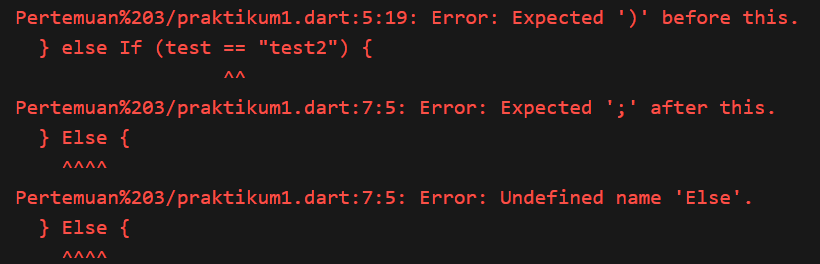 Pertemuan%203/praktikum1.dart:5:19: Error: Expected ')' before this.
  } else If (test == "test2") {
                  ^^
Pertemuan%203/praktikum1.dart:7:5: Error: Expected ';' after this.
  } Else {
    ^^^^
Pertemuan%203/praktikum1.dart:7:5: Error: Undefined name 'Else'.
  } Else {
    ^^^^